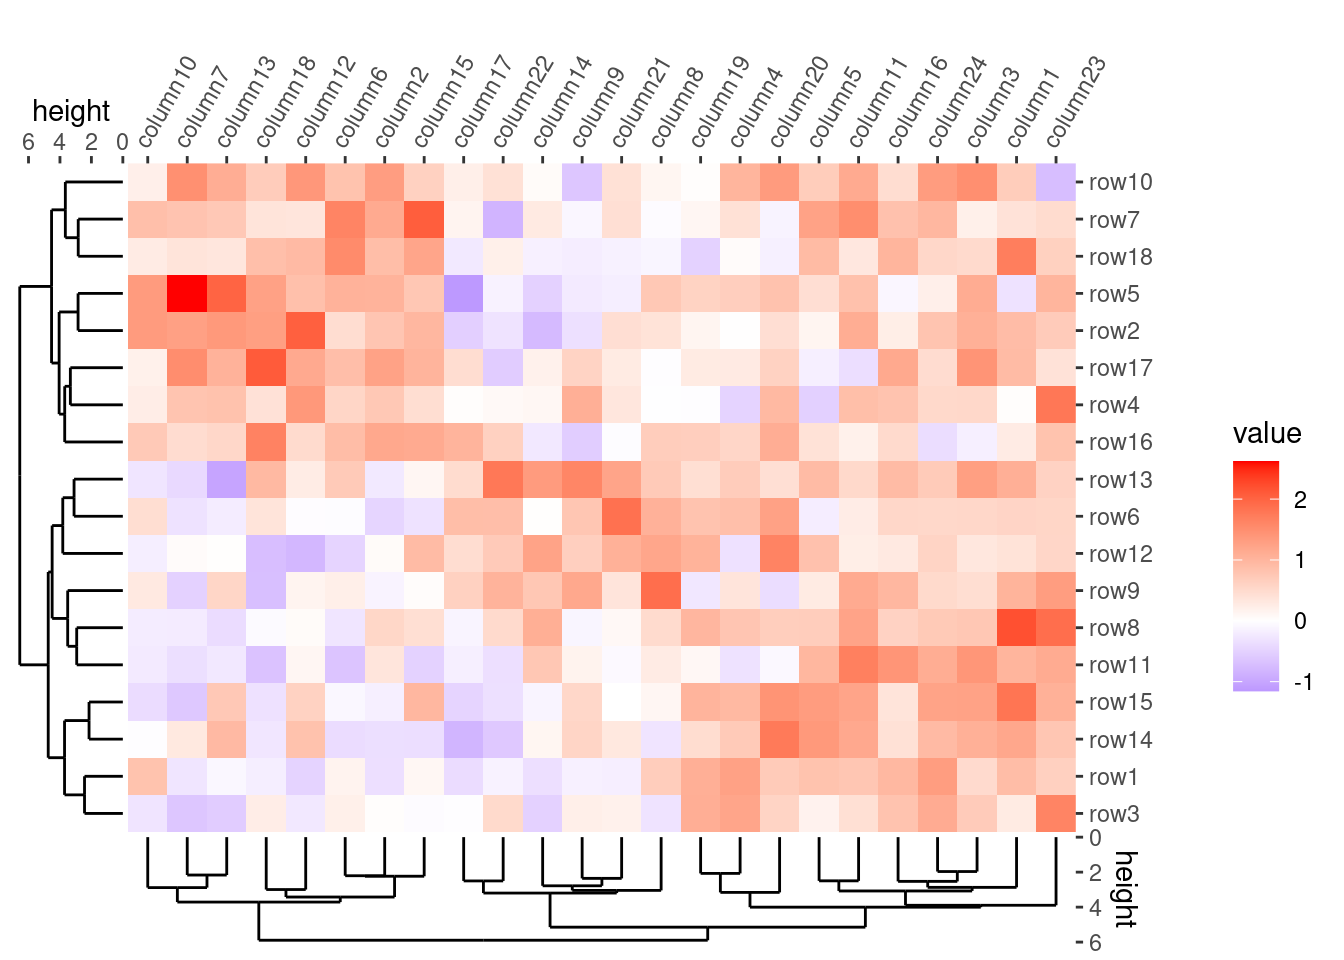 column10
column7
column13
column18
column12
column6
column2
column15
column17
column22
column14
column9
column21
column8
column19
column4
column20
column5
column11
column16
column24
column3
column1
column23
height
6 4 2 0
row10
row7
row18
row5
row2
row17
row4
row16
row13
row6
row12
row9
row8
row11
row15
row14
row1
row3
value
2
1
0
-1
0
2
4
6
height